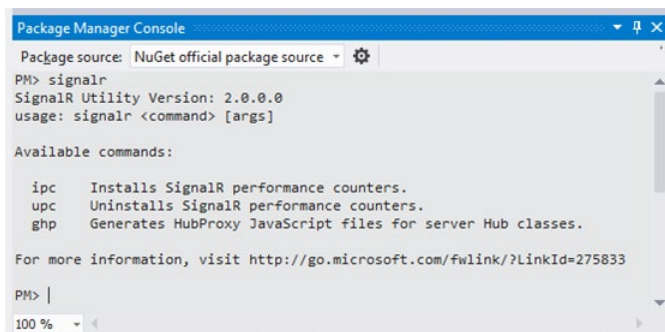 Package Manager Console
Package source: NuGet official package source
PM> signalr
SignalR Utility Version: 2.0.0.0
usage: signalr <command> [args]
Available commands:
ipc Installs SignalR performance counters.
upc Uninstalls SignalR performance counters.
ghp Generates HubProxy JavaScript files for server Hub classes.
For more information, visit http://go.microsoft.com/fwlink/?LinkId=275833
PM>
100 %